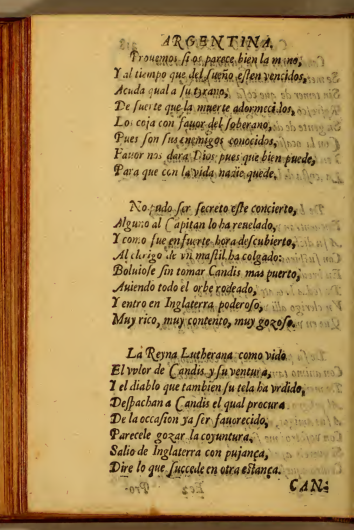 ARGENTINA.
Prouemos si os parece bien la mano,
Y al tiempo que del sueño esten vencidos,
Acuda qual a su tyrano,
De suerte que la muerte adormecidos,
Los coja con fauor del soberano,
Pues son sus enemigos conocidos,
Fauor nos dara Dios pues que bien puede,
Para que con la vida nadie quede.
No pudo ser secreto este concierto,
Alguno al Capitan lo ha reuelado,
Y como fue en fuerte hora descubierto,
Al clerigo de vn mastil ha colgado:
Boluiose sin tomar Candis mas puerto,
Auiendo todo el orbe rodeado,
Y entro en Inglaterra poderoso,
Muy rico, muy contento, muy gozoso.
La Reyna Lutherana como vido
El valor de Candis y su ventura,
Y el diablo que tambien su tela ha vrdido,
Despachan a Candis el qual procura
De la occasion ya ser fauorecido,
Parecele gozar la coyuntura,
Salio de Inglaterra con pujança,
Dire lo que succede en otra estança.
CAN-